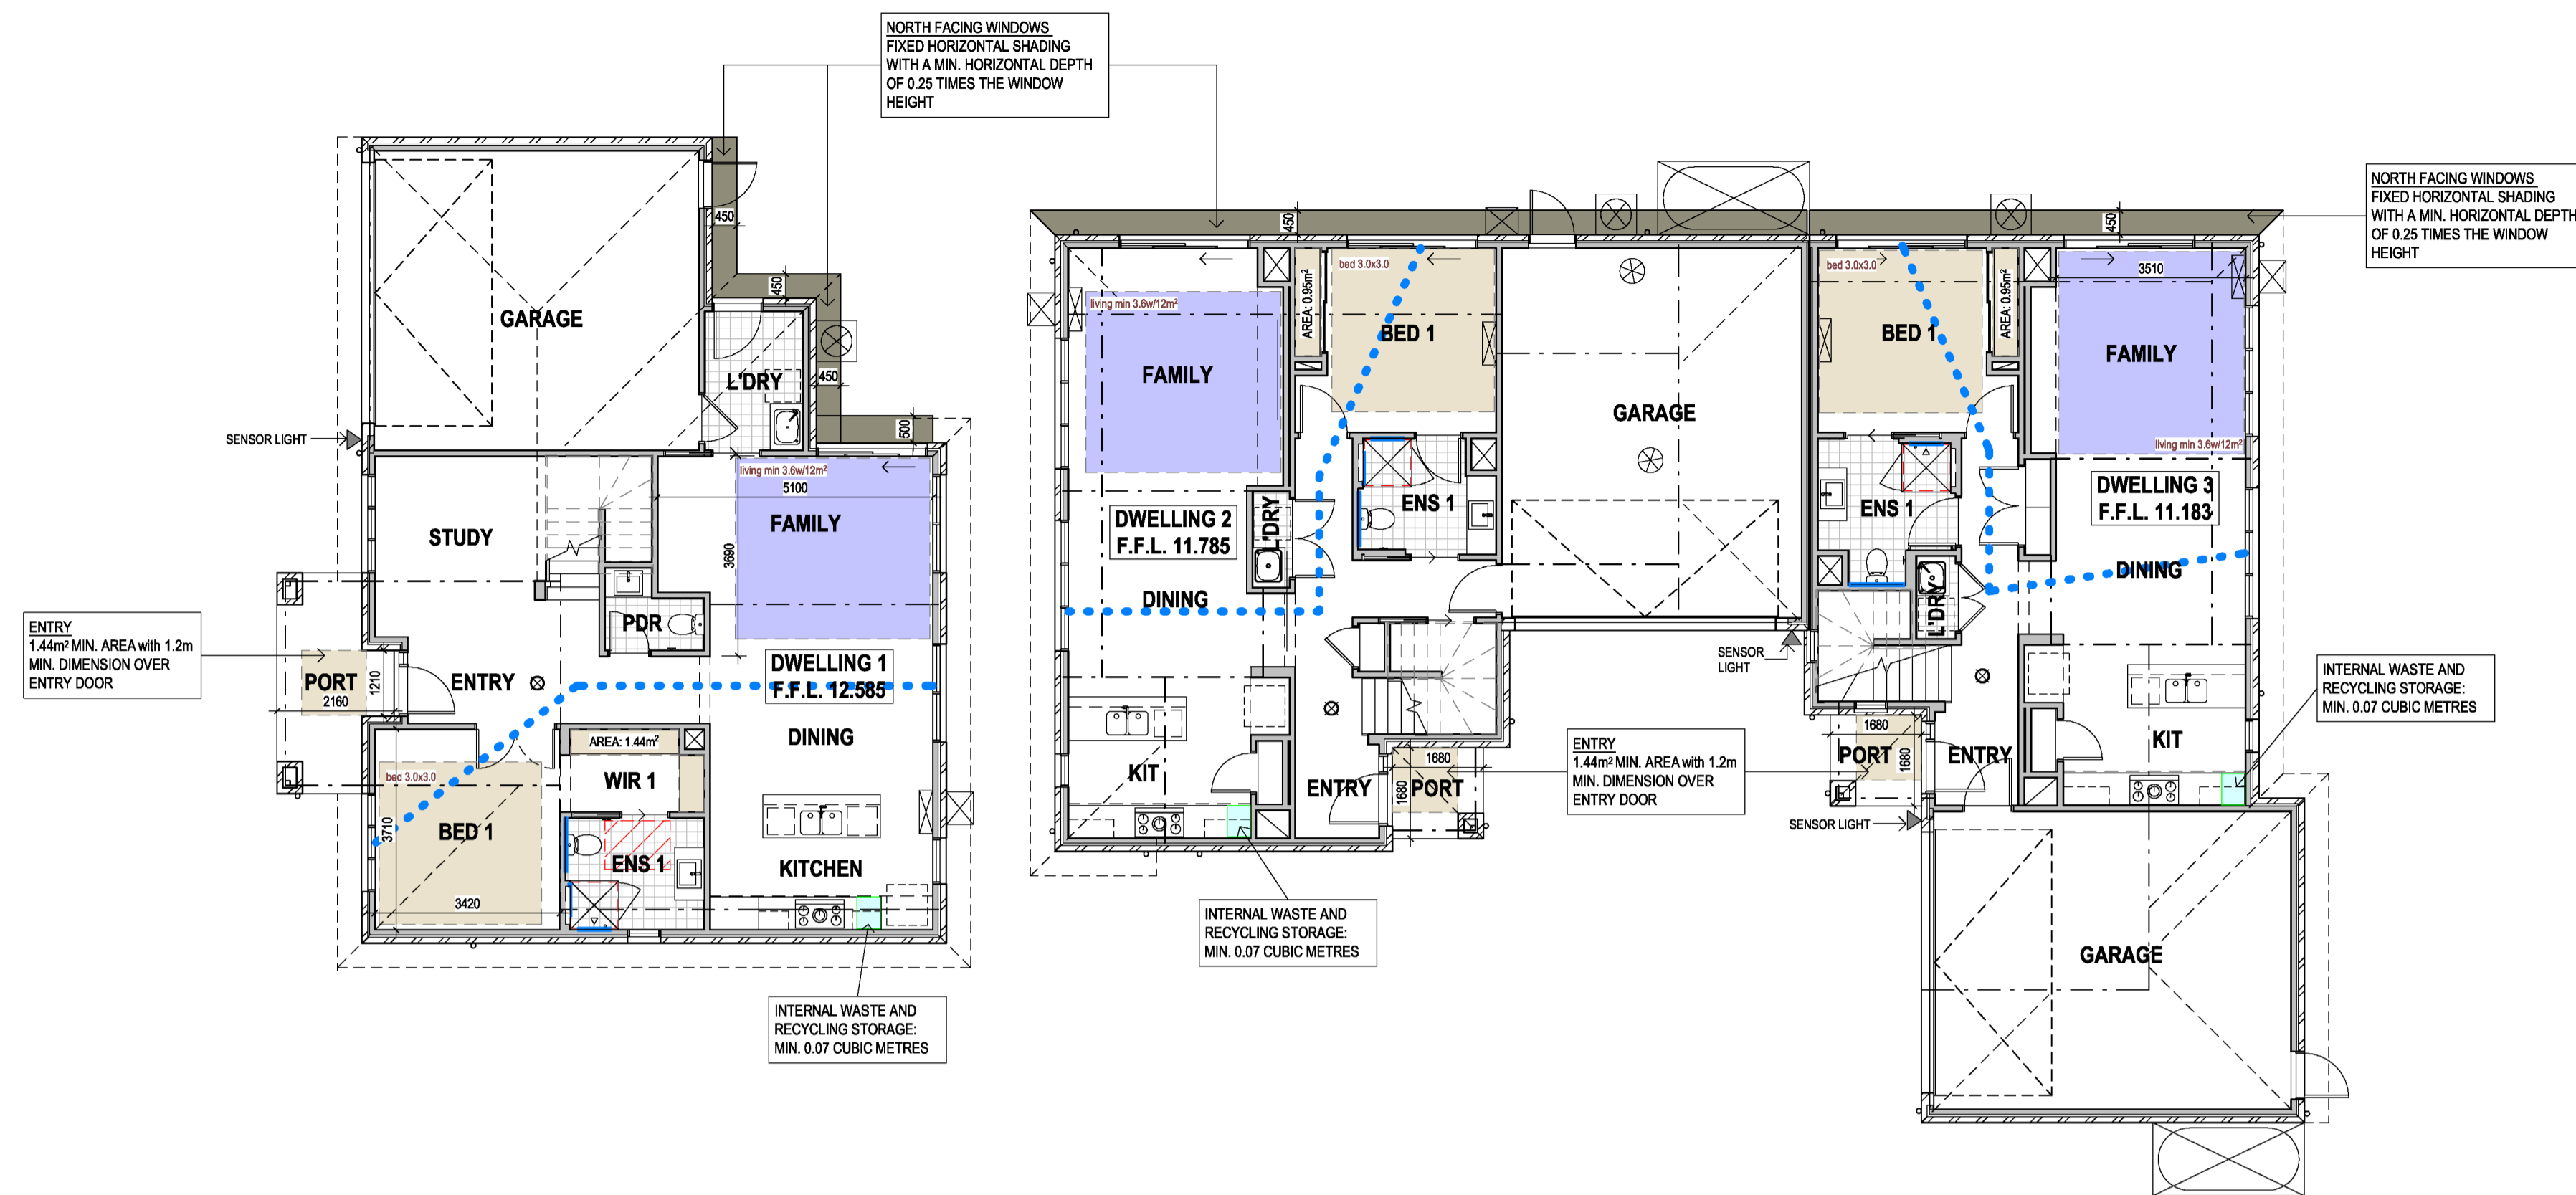 NORTH FACING WINDOWS
FIXED HORIZONTAL SHADING
WITH A MIN. HORIZONTAL DEPTH
OF 0.25 TIMES THE WINDOW
HEIGHT
NORTH FACING WINDOWS
FIXED HORIZONTAL SHADING
WITH A MIN. HORIZONTAL DEPTH
OF 0.25 TIMES THE WINDOW
HEIGHT
450
GARAGE
450
L'DRY
450
500
SENSOR LIGHT
living min 3.6w/12m²
5100
FAMILY
STUDY
3690
PDR
ENTRY
1.44m² MIN. AREA with 1.2m
MIN. DIMENSION OVER
ENTRY DOOR
PORT
2160
1210
ENTRY
DWELLING 1
F.F.L. 12.585
DINING
AREA: 1.44m²
WIR 1
bed 3.0x3.0
BED 1
3710
3420
ENS 1
KITCHEN
INTERNAL WASTE AND
RECYCLING STORAGE:
MIN. 0.07 CUBIC METRES
450
living min 3.6w/12m²
FAMILY
AREA: 0.95m²
bed 3.0x3.0
BED 1
GARAGE
DWELLING 2
F.F.L. 11.785
L'DRY
ENS 1
DINING
KIT
ENTRY
1680
PORT
1680
SENSOR
LIGHT
INTERNAL WASTE AND
RECYCLING STORAGE:
MIN. 0.07 CUBIC METRES
ENTRY
1.44m² MIN. AREA with 1.2m
MIN. DIMENSION OVER
ENTRY DOOR
450
bed 3.0x3.0
BED 1
AREA: 0.95m²
3510
FAMILY
living min 3.6w/12m²
DWELLING 3
F.F.L. 11.183
ENS 1
DINING
L'DRY
1680
PORT
1680
ENTRY
KIT
SENSOR LIGHT
INTERNAL WASTE AND
RECYCLING STORAGE:
MIN. 0.07 CUBIC METRES
GARAGE